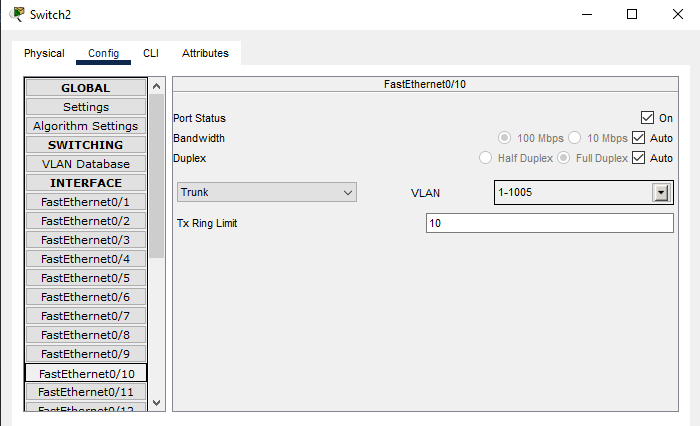 Switch2
Physical Config CLI Attributes
GLOBAL
Settings
Algorithm Settings
SWITCHING
VLAN Database
INTERFACE
FastEthernet0/1
FastEthernet0/2
FastEthernet0/3
FastEthernet0/4
FastEthernet0/5
FastEthernet0/6
FastEthernet0/7
FastEthernet0/8
FastEthernet0/9
FastEthernet0/10
FastEthernet0/11
FastEthernet0/12
FastEthernet0/10
Port Status On
Bandwidth 100 Mbps 10 Mbps Auto
Duplex Half Duplex Full Duplex Auto
Trunk VLAN 1-1005
Tx Ring Limit 10